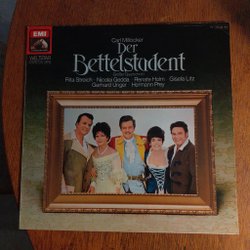 EMI
Carl Millöcker
Der
Bettelstudent
Rita Streich · Nicolai Gedda · Renate Holm · Gisela Litz
Gerhard Unger · Hermann Prey